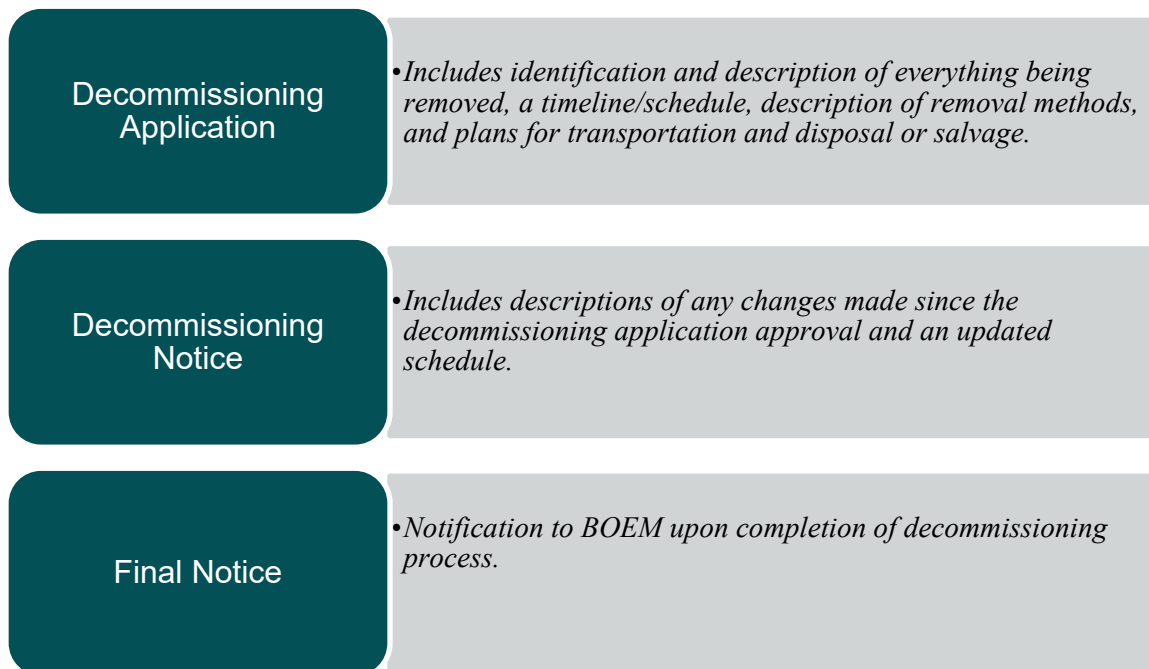 Decommissioning
Application
•Includes identification and description of everything being
removed, a timeline/schedule, description of removal methods,
and plans for transportation and disposal or salvage.
Decommissioning
Notice
•Includes descriptions of any changes made since the
decommissioning application approval and an updated
schedule.
Final Notice
•Notification to BOEM upon completion of decommissioning
process.